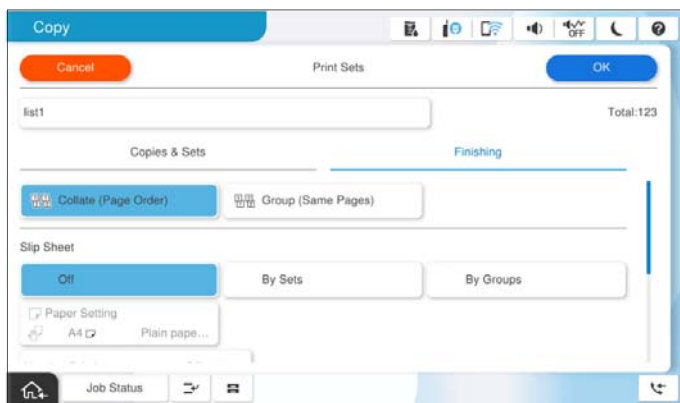 Copy
OFF
Cancel
Print Sets
OK
list1
Total:123
Copies & Sets
Finishing
Collate (Page Order)
Group (Same Pages)
Slip Sheet
Off
By Sets
By Groups
Paper Setting
A4
Plain pape...
Job Status